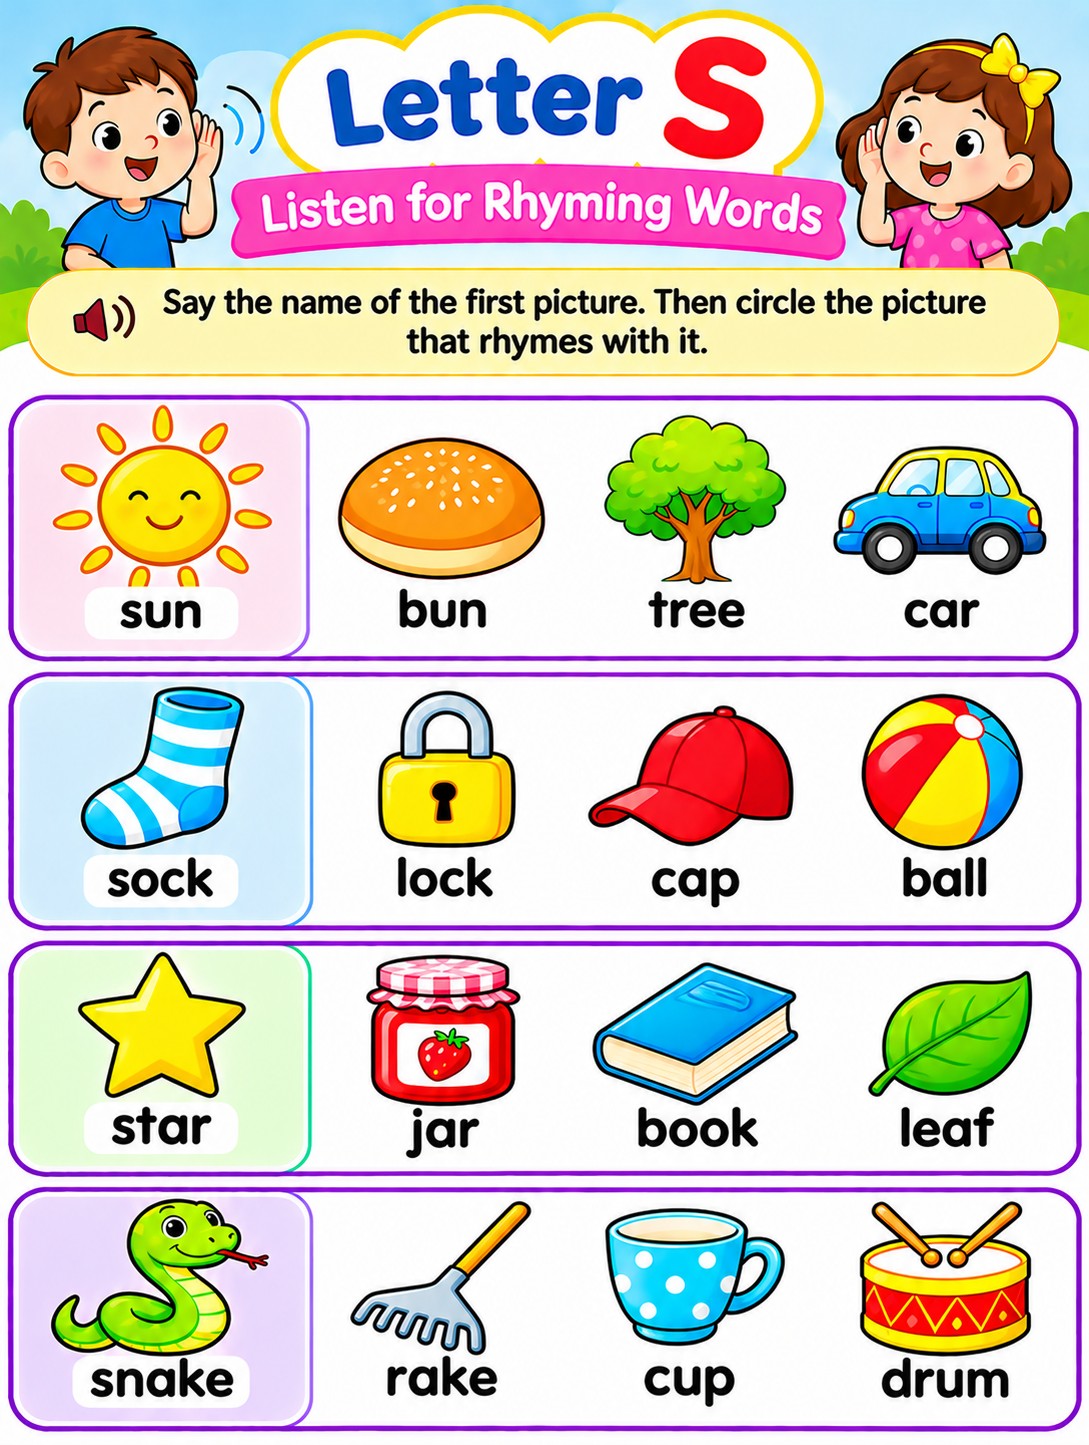 Letter S
Listen for Rhyming Words
Say the name of the first picture. Then circle the picture
that rhymes with it.
sun bun tree car
sock lock cap ball
star jar book leaf
snake rake cup drum